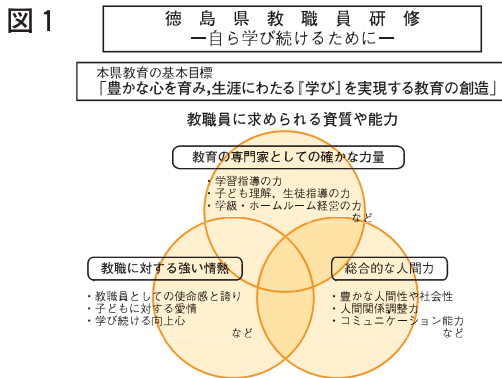 図1
徳島県教職員研修
―自ら学び続けるために―
本県教育の基本目標
「豊かな心を育み,生涯にわたる『学び』を実現する教育の創造」
教職員に求められる資質や能力
教育の専門家としての確かな力量
・学習指導の力
・子ども理解，生徒指導の力
・学級・ホームルーム経営の力
など
教職に対する強い情熱
・教職員としての使命感と誇り
・子どもに対する愛情
・学び続ける向上心
など
総合的な人間力
・豊かな人間性や社会性
・人間関係調整力
・コミュニケーション能力
など